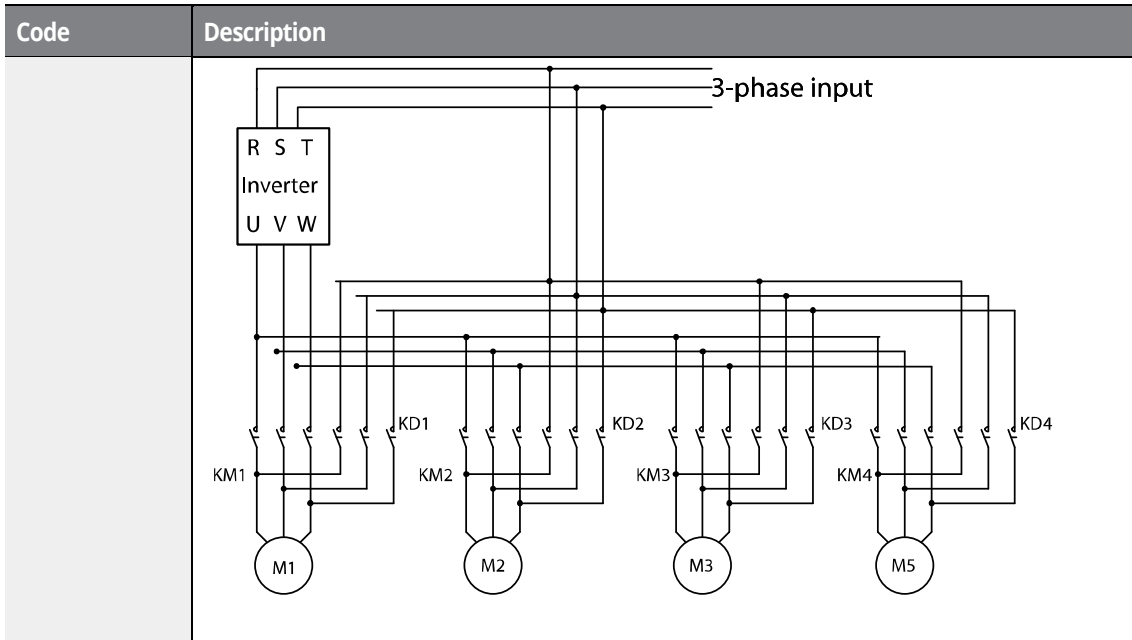 Code Description
3-phase input
R S T
Inverter
U V W
KD1 KD2 KD3 KD4
KM1 KM2 KM3 KM4
M1 M2 M3 M5